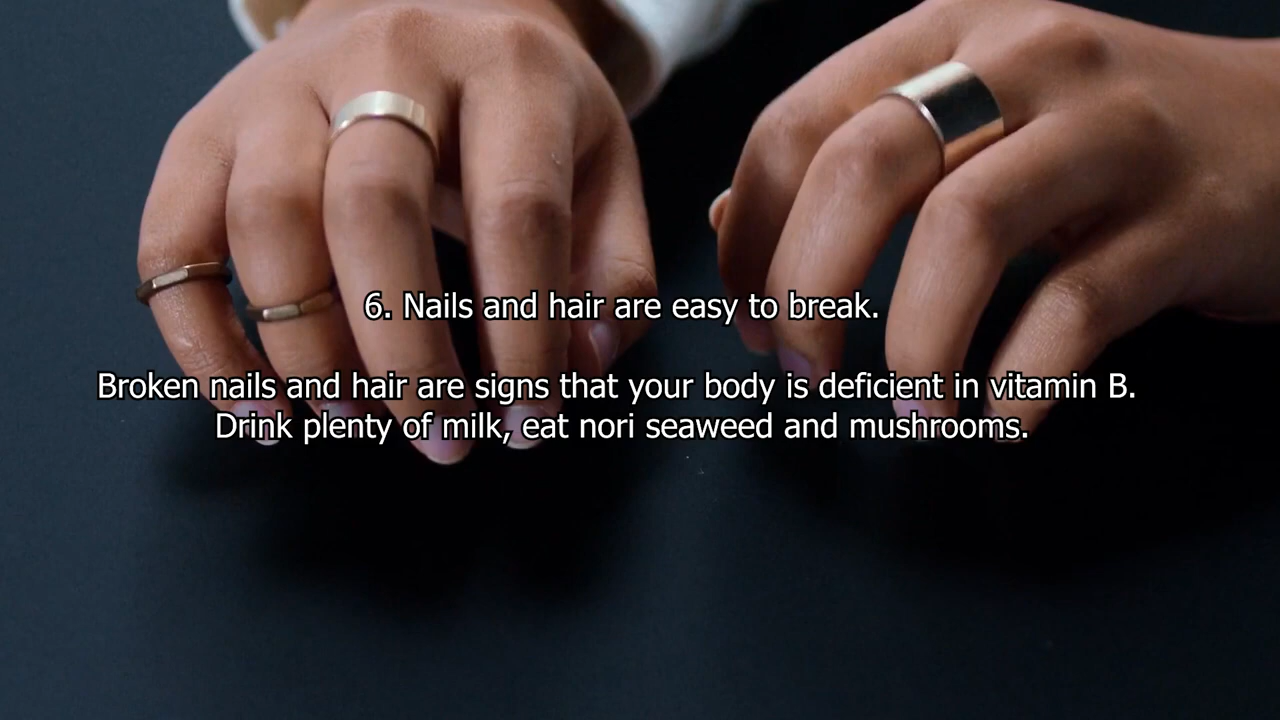 6. Nails and hair are easy to break.
Broken nails and hair are signs that your body is deficient in vitamin B.
Drink plenty of milk, eat nori seaweed and mushrooms.